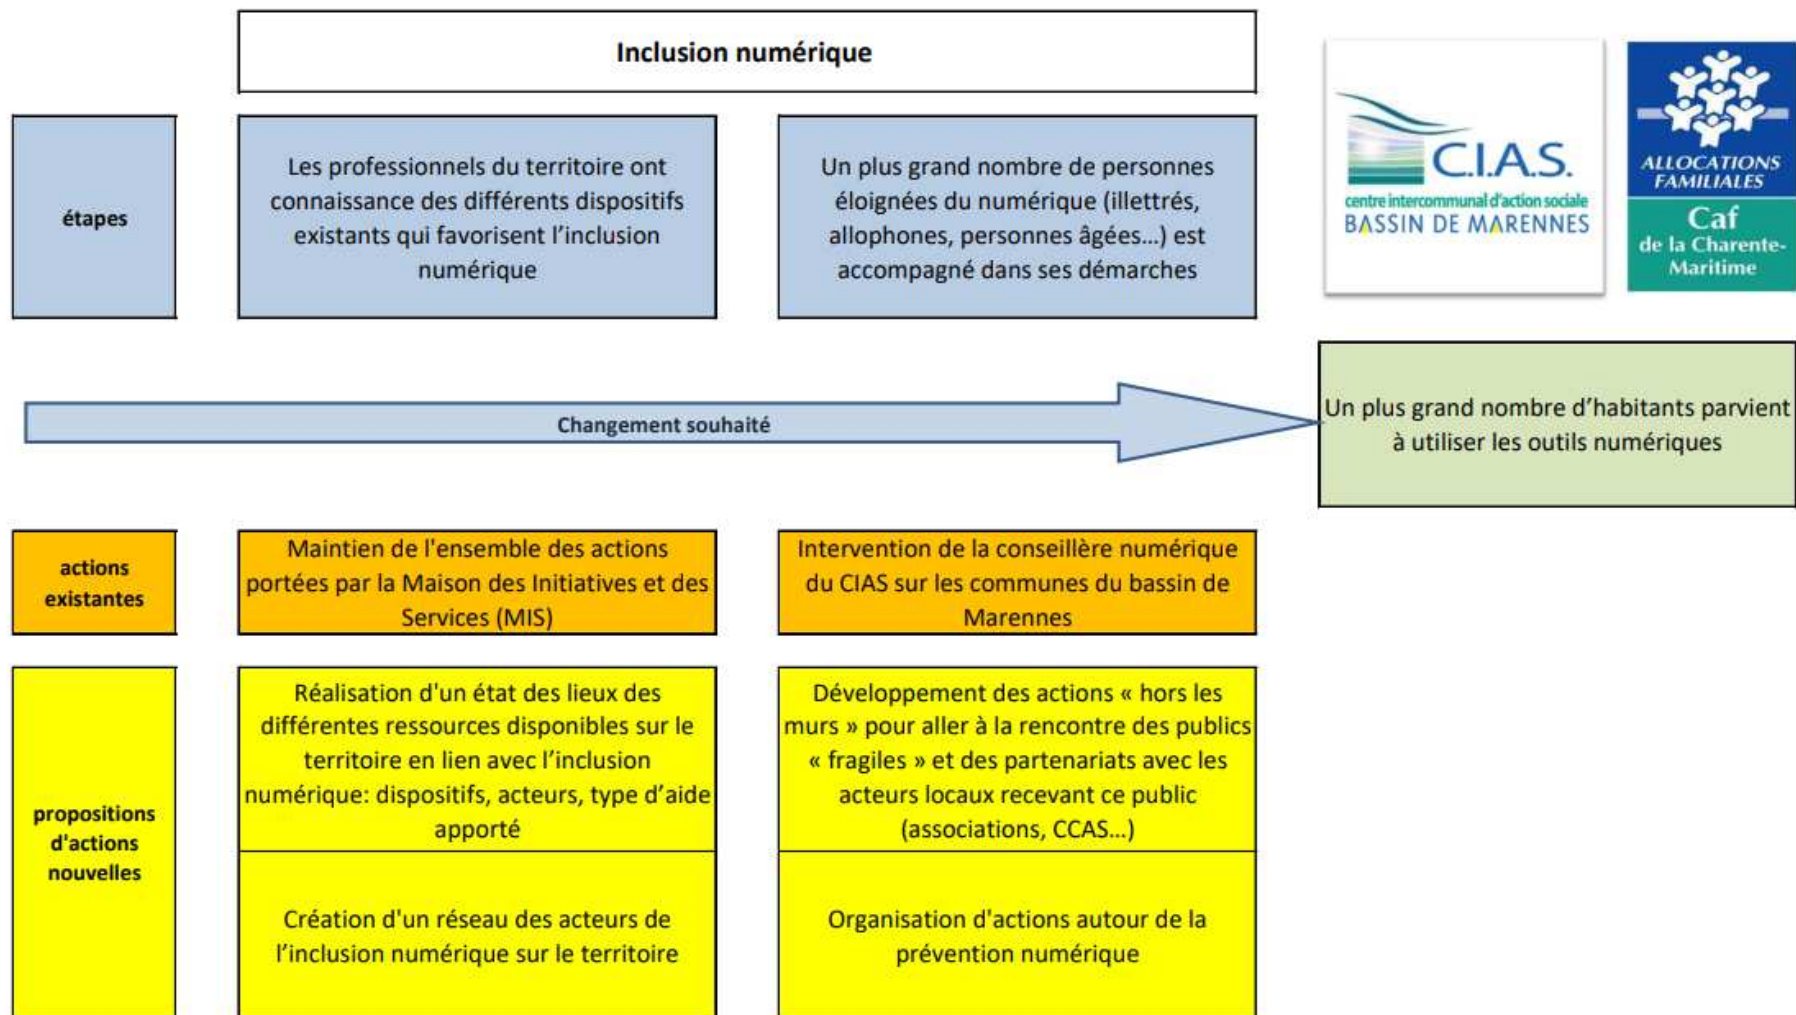 Inclusion numérique
C.I.A.S.
centre intercommunal d'action sociale
BASSIN DE MARENNES
ALLOCATIONS
FAMILIALES
Caf
de la Charente-
Maritime
étapes
Les professionnels du territoire ont
connaissance des différents dispositifs
existants qui favorisent l’inclusion
numérique
Un plus grand nombre de personnes
éloignées du numérique (illettrés,
allophones, personnes âgées…) est
accompagné dans ses démarches
Changement souhaité
Un plus grand nombre d’habitants parvient
à utiliser les outils numériques
actions
existantes
Maintien de l'ensemble des actions
portées par la Maison des Initiatives et des
Services (MIS)
Intervention de la conseillère numérique
du CIAS sur les communes du bassin de
Marennes
propositions
d'actions
nouvelles
Réalisation d'un état des lieux des
différentes ressources disponibles sur le
territoire en lien avec l’inclusion
numérique: dispositifs, acteurs, type d’aide
apporté
Développement des actions « hors les
murs » pour aller à la rencontre des publics
« fragiles » et des partenariats avec les
acteurs locaux recevant ce public
(associations, CCAS…)
Création d'un réseau des acteurs de
l’inclusion numérique sur le territoire
Organisation d'actions autour de la
prévention numérique